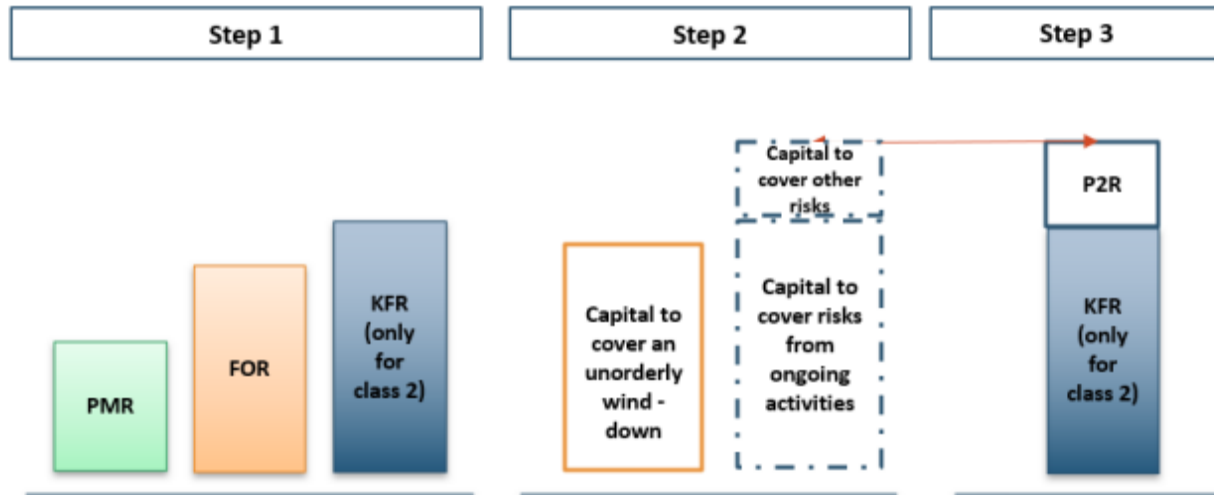 Step 1
Step 2
Step 3
PMR
FOR
KFR
(only
for
class 2)
Capital to
cover an
unorderly
wind -
down
Capital to
cover other
risks
Capital to
cover risks
from
ongoing
activities
P2R
KFR
(only
for
class 2)